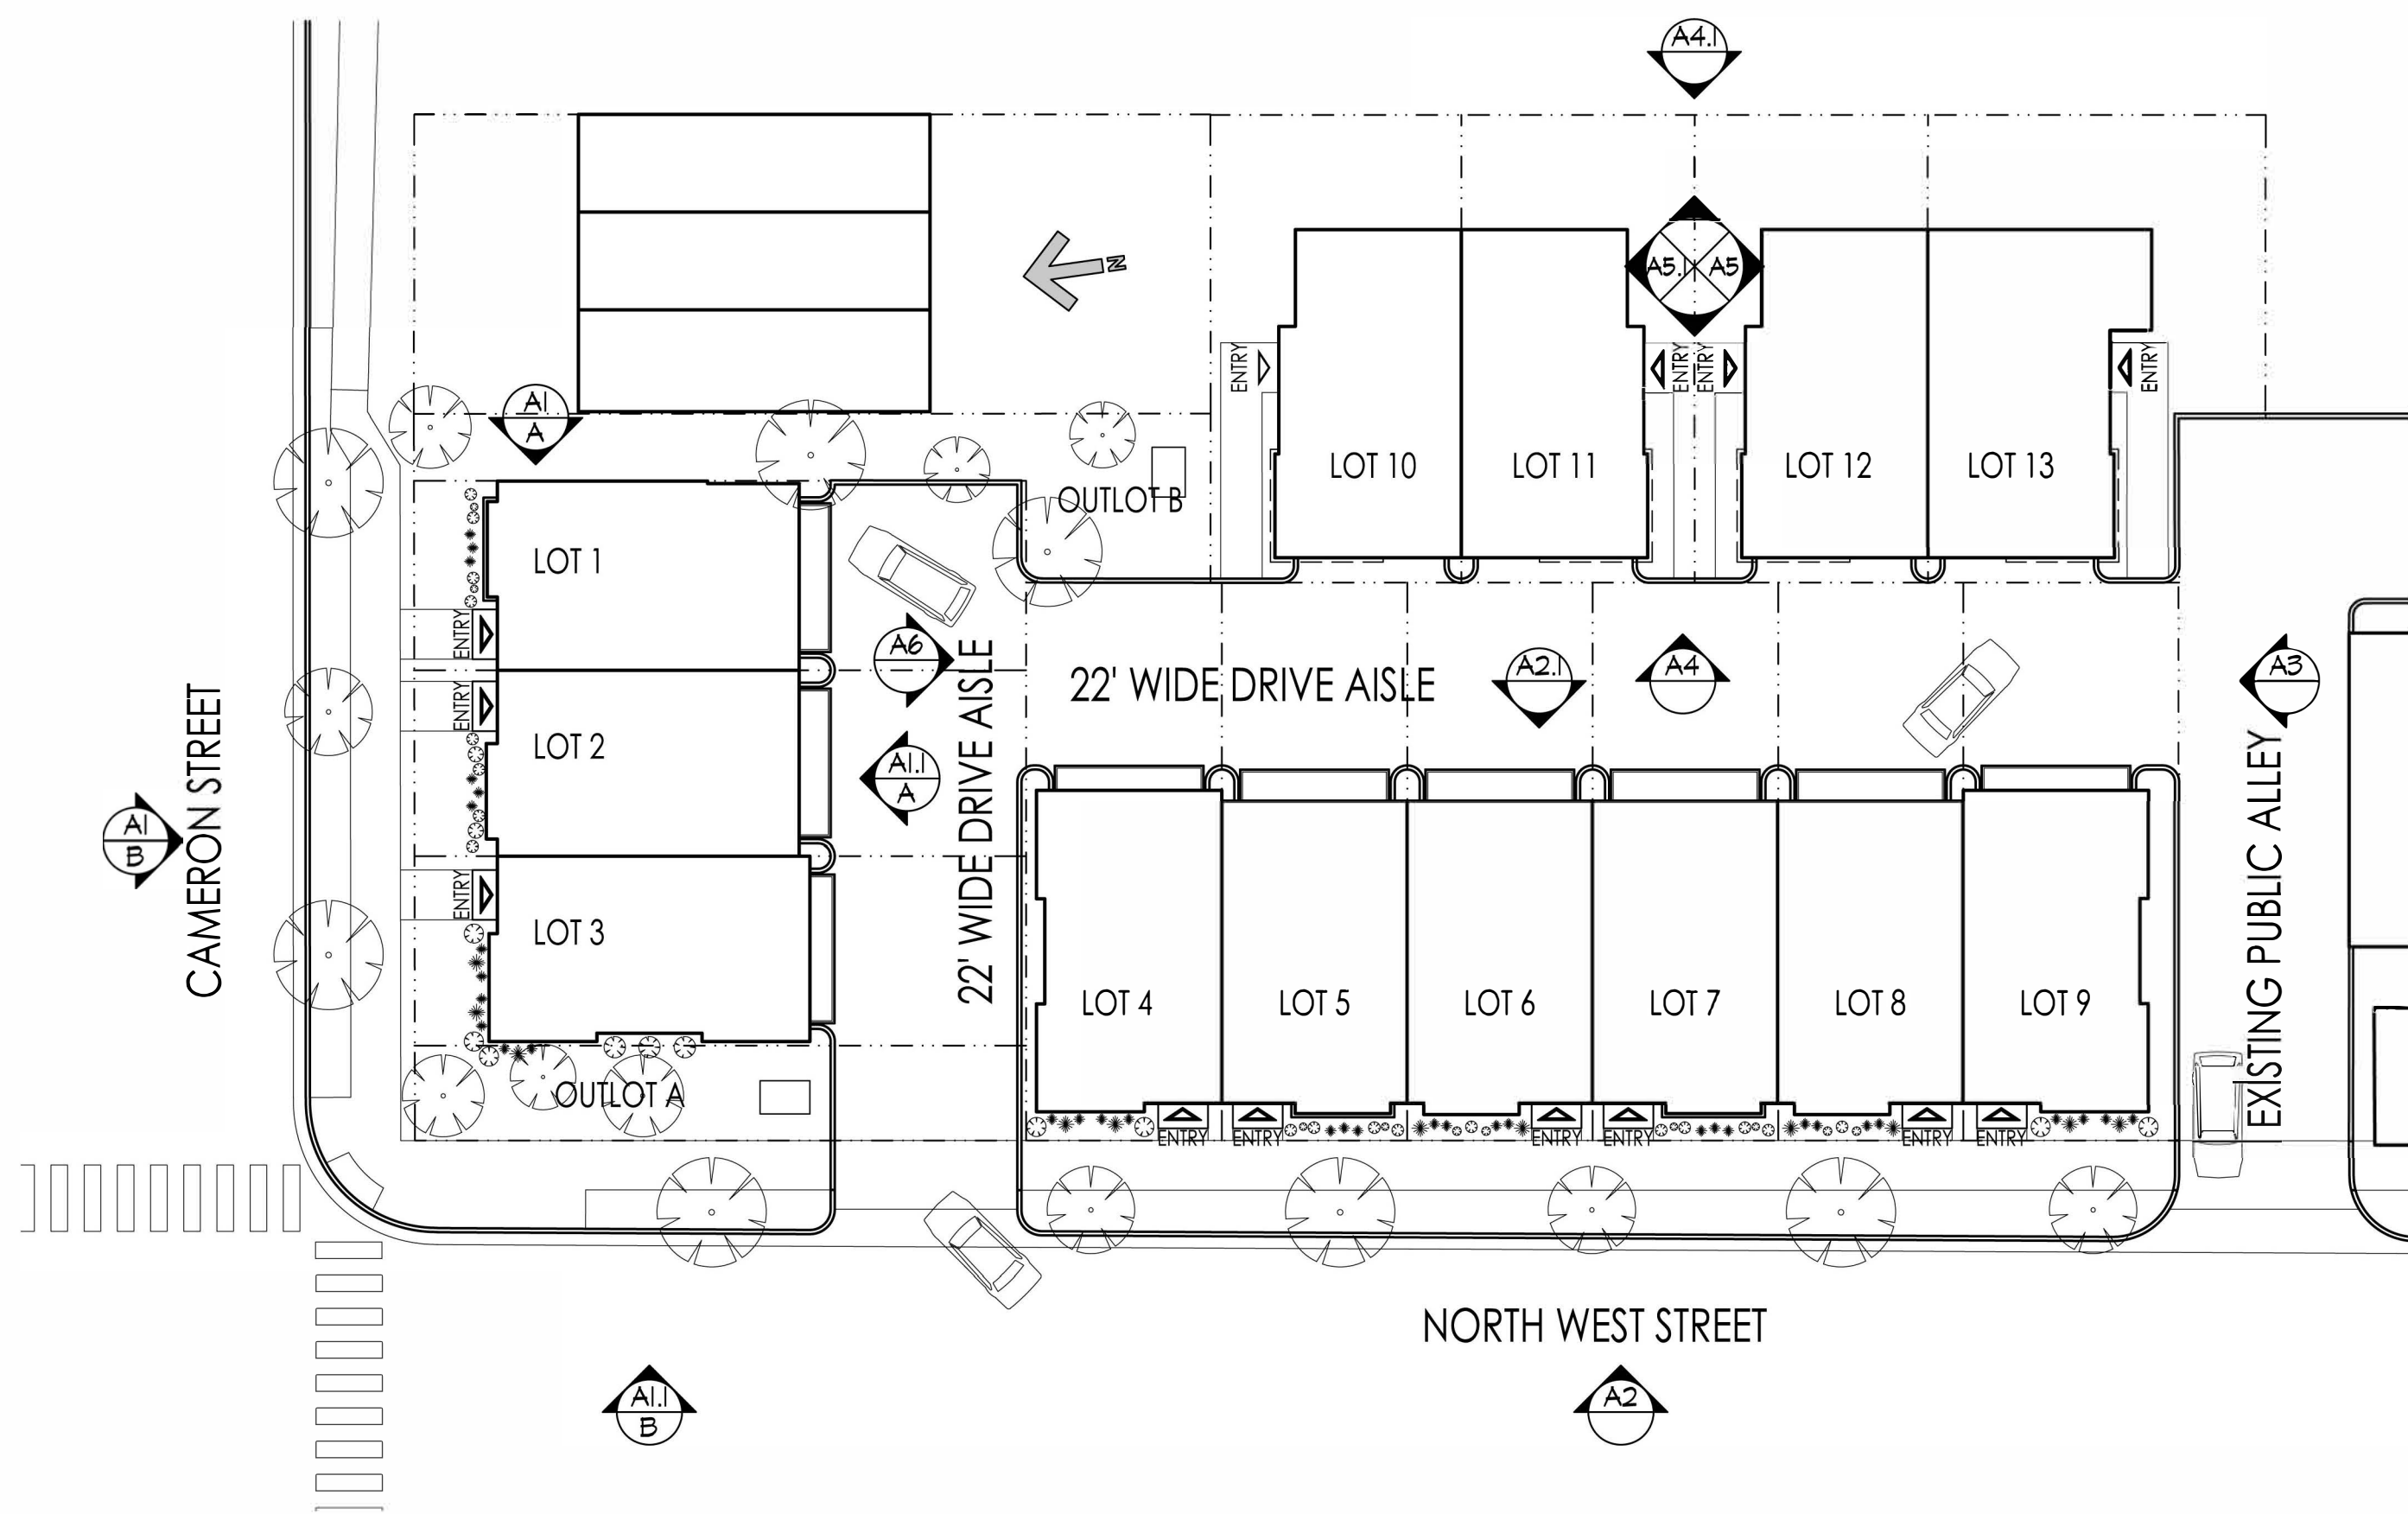 A4.1
N
A5.1
A5
ENTRY
ENTRY
ENTRY
ENTRY
A1
A
LOT 10
LOT 11
LOT 12
LOT 13
OUTLOT B
LOT 1
ENTRY
A6
22' WIDE DRIVE AISLE
A2.1
A4
A3
ENTRY
LOT 2
A1.1
A
22' WIDE DRIVE AISLE
CAMERON STREET
A1
B
ENTRY
LOT 3
EXISTING PUBLIC ALLEY
LOT 4
LOT 5
LOT 6
LOT 7
LOT 8
LOT 9
OUTLOT A
ENTRY
ENTRY
ENTRY
ENTRY
ENTRY
ENTRY
NORTH WEST STREET
A1.1
B
A2